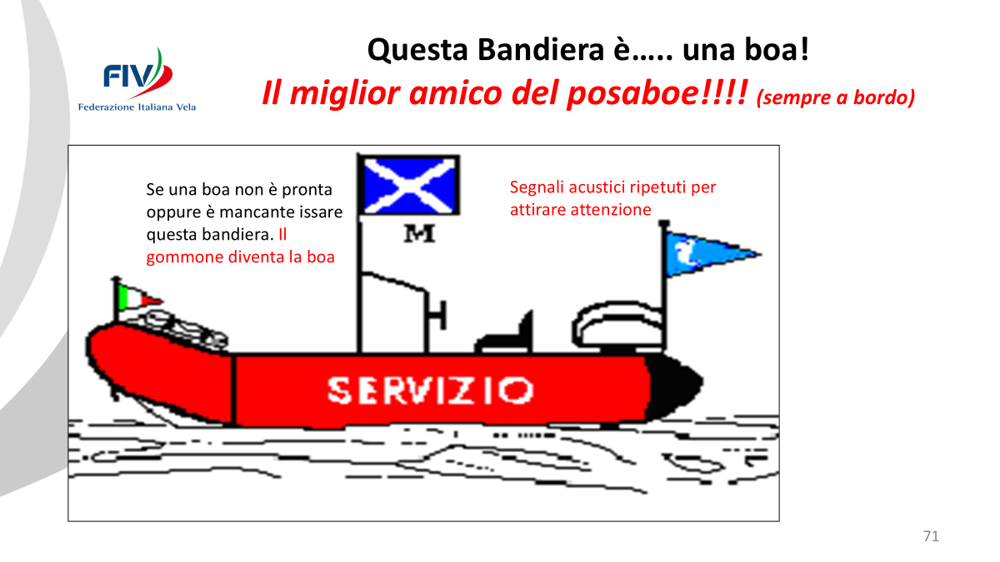 FIV
Federazione Italiana Vela
Questa Bandiera è….. una boa!
Il miglior amico del posaboe!!!! (sempre a bordo)
Se una boa non è pronta
oppure è mancante issare
questa bandiera. Il
gommone diventa la boa
Segnali acustici ripetuti per
attirare attenzione
M
SERVIZIO
71